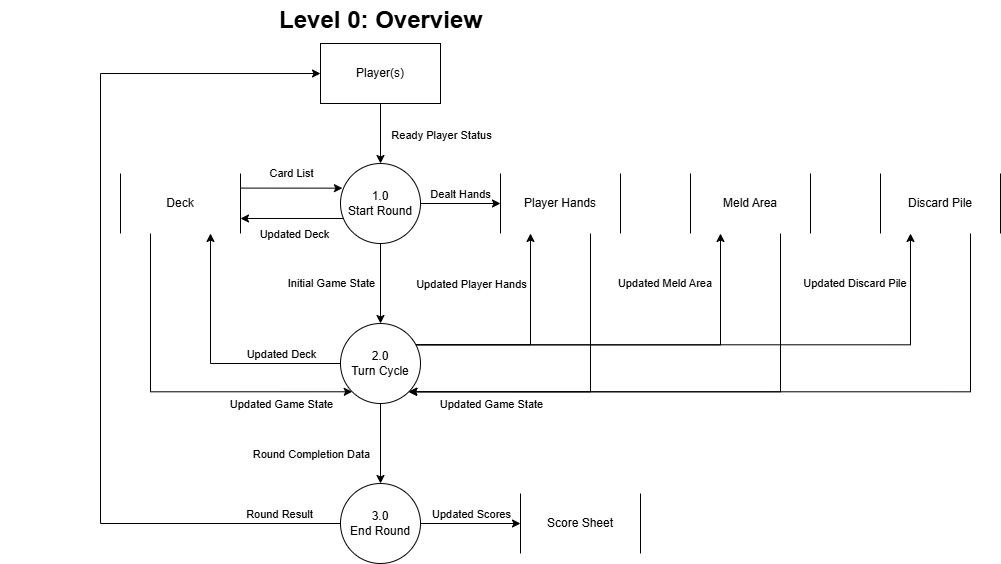 Level 0: Overview
Player(s)
Ready Player Status
Card List
Deck
1.0
Start Round
Dealt Hands
Player Hands
Meld Area
Discard Pile
Updated Deck
Initial Game State
Updated Player Hands
Updated Meld Area
Updated Discard Pile
Updated Deck
2.0
Turn Cycle
Updated Game State
Updated Game State
Round Completion Data
Round Result
3.0
End Round
Updated Scores
Score Sheet